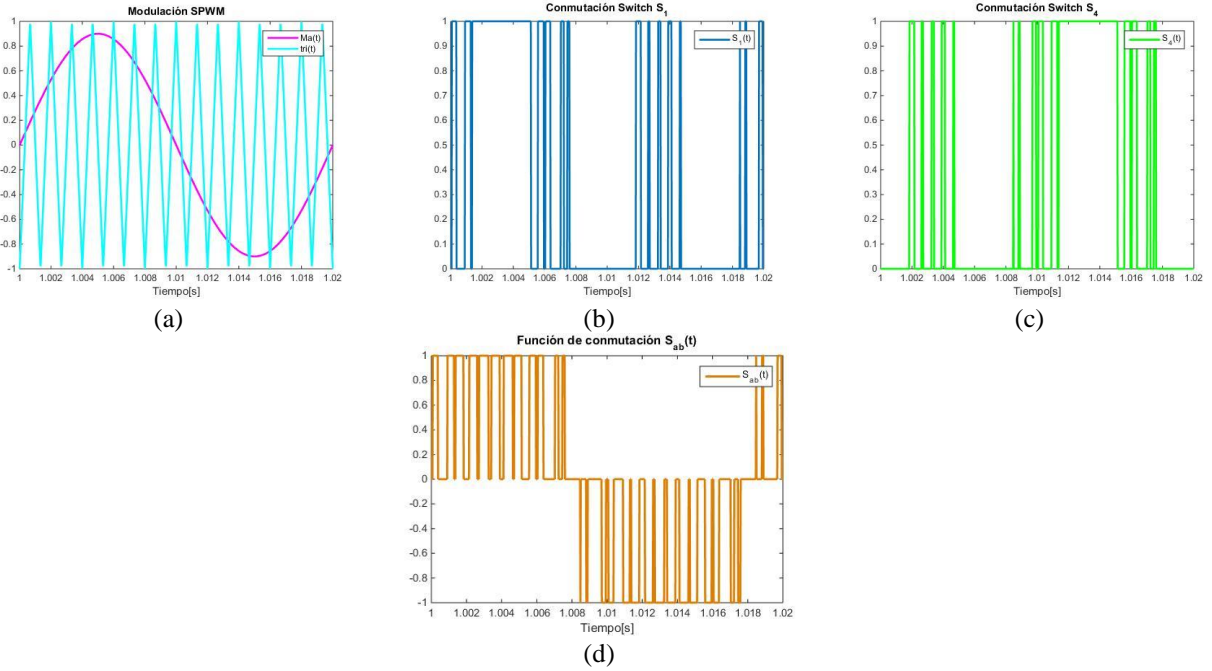 Modulación SPWM
Ma(t)
tri(t)
1
0.8
0.6
0.4
0.2
0
-0.2
-0.4
-0.6
-0.8
-1
1 1.002 1.004 1.006 1.008 1.01 1.012 1.014 1.016 1.018 1.02
Tiempo[s]
(a)
Conmutación Switch S1
S1(t)
1
0.9
0.8
0.7
0.6
0.5
0.4
0.3
0.2
0.1
0
1 1.002 1.004 1.006 1.008 1.01 1.012 1.014 1.016 1.018 1.02
Tiempo[s]
(b)
Conmutación Switch S4
S4(t)
1
0.9
0.8
0.7
0.6
0.5
0.4
0.3
0.2
0.1
0
1 1.002 1.004 1.006 1.008 1.01 1.012 1.014 1.016 1.018 1.02
Tiempo[s]
(c)
Función de conmutación Sab(t)
Sab(t)
1
0.8
0.6
0.4
0.2
0
-0.2
-0.4
-0.6
-0.8
-1
1 1.002 1.004 1.006 1.008 1.01 1.012 1.014 1.016 1.018 1.02
Tiempo[s]
(d)